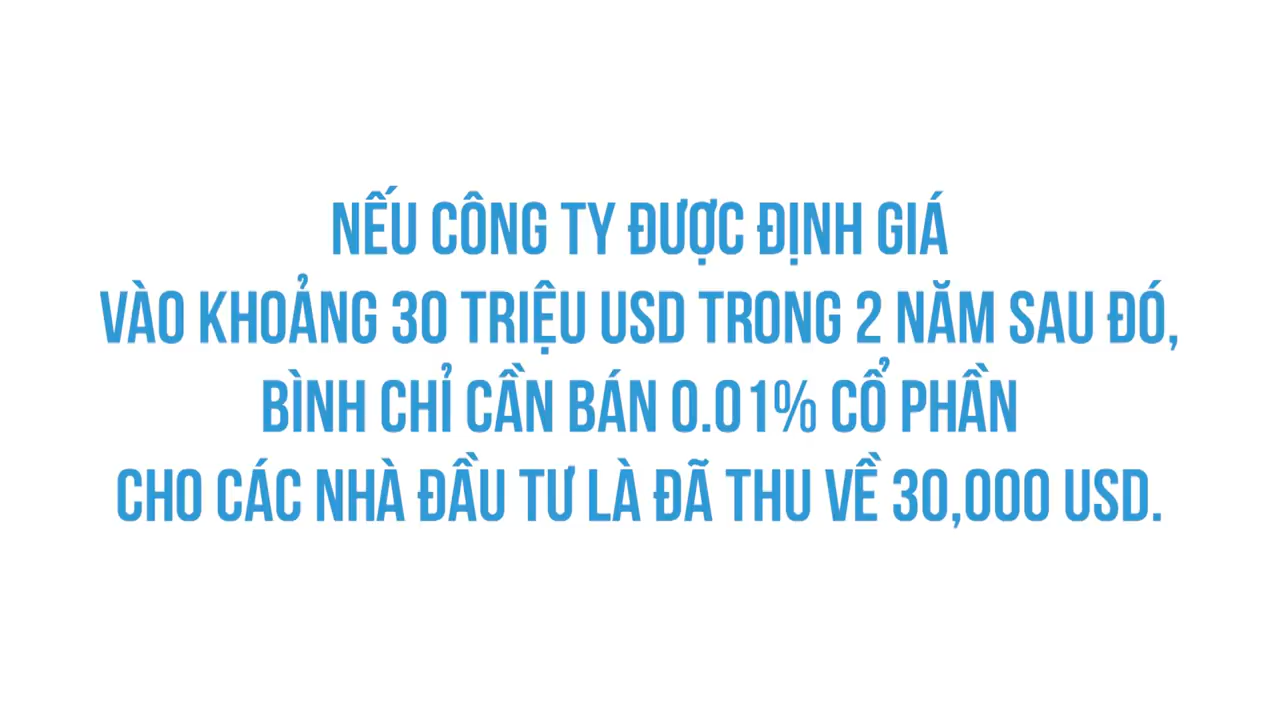 NẾU CÔNG TY ĐƯỢC ĐỊNH GIÁ
VÀO KHOẢNG 30 TRIỆU USD TRONG 2 NĂM SAU ĐÓ,
BÌNH CHỈ CẦN BÁN 0.01% CỔ PHẦN
CHO CÁC NHÀ ĐẦU TƯ LÀ ĐÃ THU VỀ 30,000 USD.